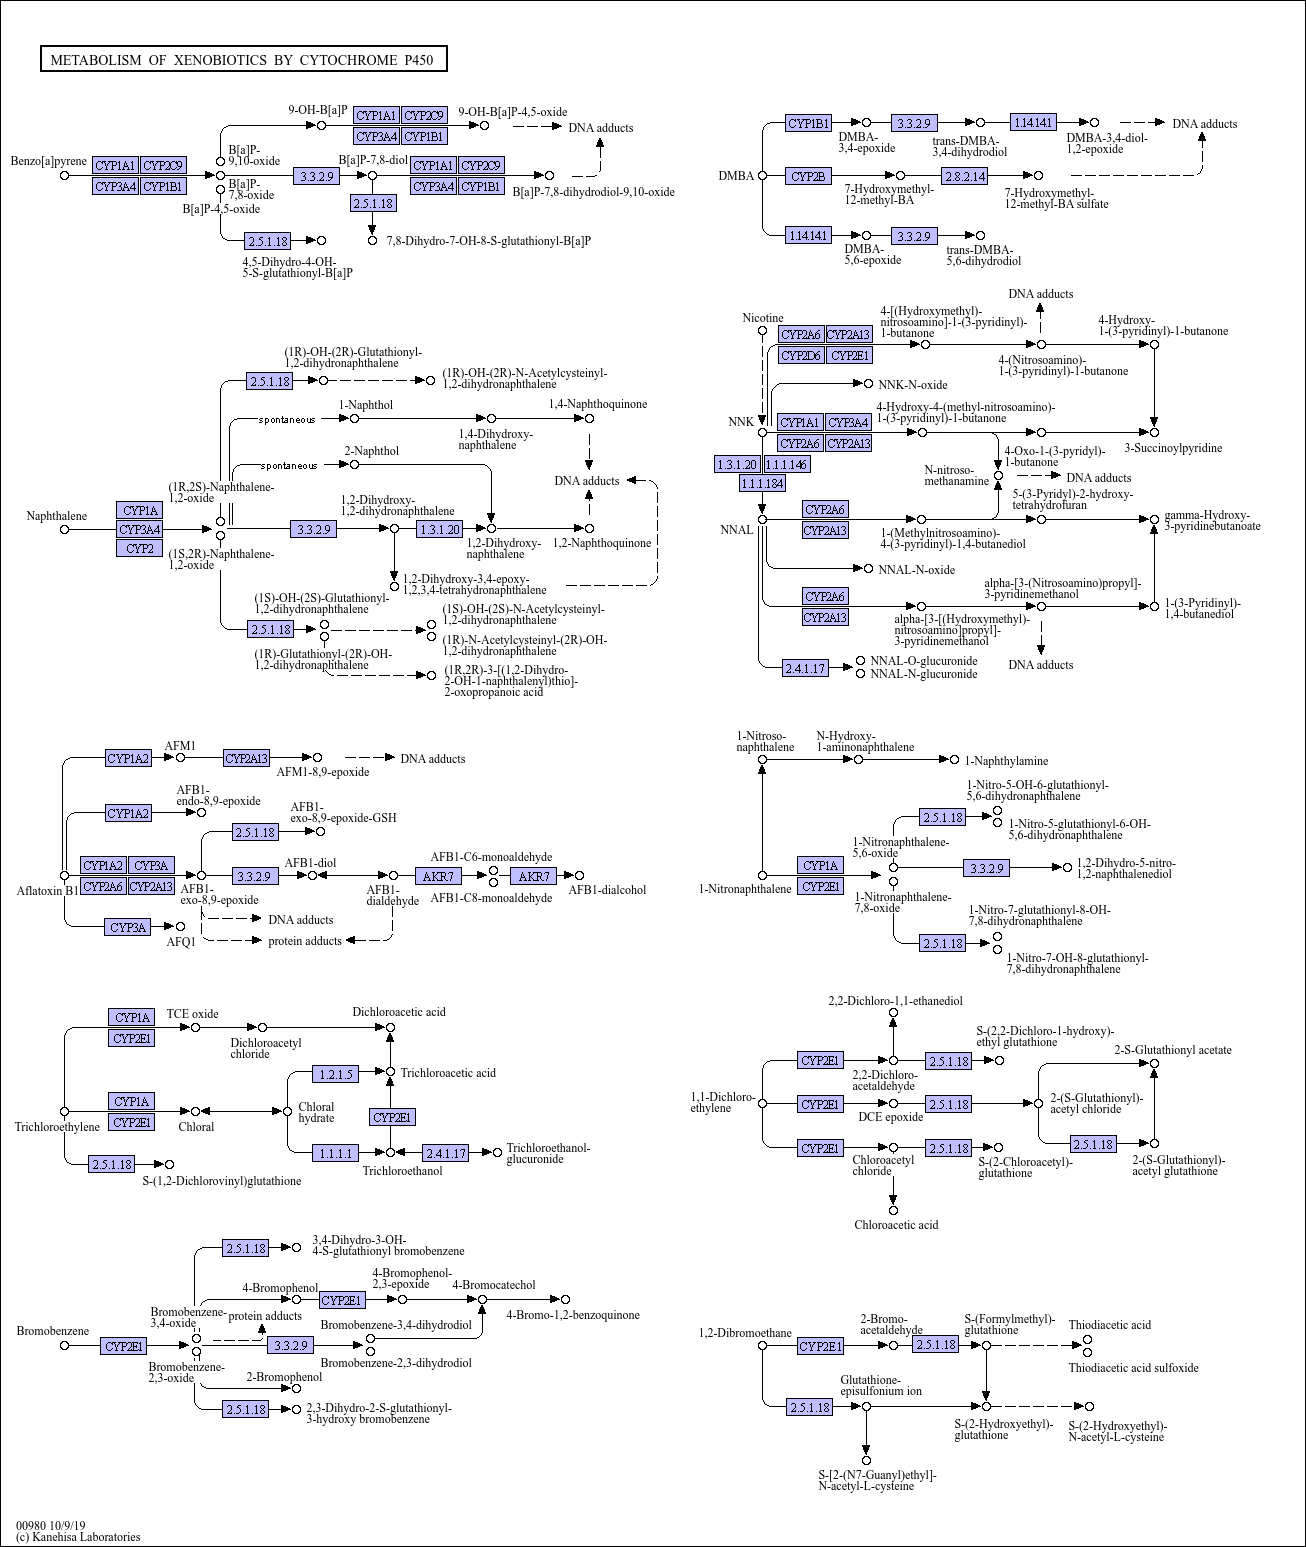 METABOLISM OF XENOBIOTICS BY CYTOCHROME P450
Benzo[a]pyrene
CYP1A1
CYP2C9
CYP3A4
CYP1B1
B[a]P-
9,10-oxide
B[a]P-
7,8-oxide
B[a]P-4,5-oxide
9-OH-B[a]P
CYP1A1
CYP2C9
CYP3A4
CYP1B1
9-OH-B[a]P-4,5-oxide
DNA adducts
3.3.2.9
B[a]P-7,8-diol
CYP1A1
CYP2C9
CYP3A4
CYP1B1
B[a]P-7,8-dihydrodiol-9,10-oxide
2.5.1.18
7,8-Dihydro-7-OH-8-S-glutathionyl-B[a]P
2.5.1.18
4,5-Dihydro-4-OH-
5-S-glutathionyl-B[a]P
DMBA
CYP1B1
DMBA-
3,4-epoxide
3.3.2.9
trans-DMBA-
3,4-dihydrodiol
1.14.14.1
DMBA-3,4-diol-
1,2-epoxide
DNA adducts
CYP2B
7-Hydroxymethyl-
12-methyl-BA
2.8.2.14
7-Hydroxymethyl-
12-methyl-BA sulfate
1.14.14.1
DMBA-
5,6-epoxide
3.3.2.9
trans-DMBA-
5,6-dihydrodiol
Naphthalene
CYP1A
CYP3A4
CYP2
(1R,2S)-Naphthalene-
1,2-oxide
(1S,2R)-Naphthalene-
1,2-oxide
2.5.1.18
(1R)-OH-(2R)-Glutathionyl-
1,2-dihydronaphthalene
(1R)-OH-(2R)-N-Acetylcysteinyl-
1,2-dihydronaphthalene
spontaneous
1-Naphthol
1,4-Dihydroxy-
naphthalene
1,4-Naphthoquinone
spontaneous
2-Naphthol
DNA adducts
3.3.2.9
1,2-Dihydroxy-
1,2-dihydronaphthalene
1.3.1.20
1,2-Dihydroxy-
naphthalene
1,2-Naphthoquinone
1,2-Dihydroxy-3,4-epoxy-
1,2,3,4-tetrahydronaphthalene
2.5.1.18
(1S)-OH-(2S)-Glutathionyl-
1,2-dihydronaphthalene
(1R)-Glutathionyl-(2R)-OH-
1,2-dihydronaphthalene
(1S)-OH-(2S)-N-Acetylcysteinyl-
1,2-dihydronaphthalene
(1R)-N-Acetylcysteinyl-(2R)-OH-
1,2-dihydronaphthalene
(1R,2R)-3-[(1,2-Dihydro-
2-OH-1-naphthalenyl)thio]-
2-oxopropanoic acid
Nicotine
NNK
CYP2A6
CYP2A13
CYP2D6
CYP2E1
4-[(Hydroxymethyl)-
nitrosoamino]-1-(3-pyridinyl)-
1-butanone
DNA adducts
4-(Nitrosoamino)-
1-(3-pyridinyl)-1-butanone
4-Hydroxy-
1-(3-pyridinyl)-1-butanone
NNK-N-oxide
CYP1A1
CYP3A4
CYP2A6
CYP2A13
4-Hydroxy-4-(methyl-nitrosoamino)-
1-(3-pyridinyl)-1-butanone
4-Oxo-1-(3-pyridyl)-
1-butanone
3-Succinoylpyridine
1.3.1.20
1.1.1.146
1.1.1.184
N-nitroso-
methanamine
DNA adducts
NNAL
CYP2A6
CYP2A13
1-(Methylnitrosoamino)-
4-(3-pyridinyl)-1,4-butanediol
5-(3-Pyridyl)-2-hydroxy-
tetrahydrofuran
gamma-Hydroxy-
3-pyridinebutanoate
NNAL-N-oxide
CYP2A6
CYP2A13
alpha-[3-[(Hydroxymethyl)-
nitrosoamino]propyl]-
3-pyridinemethanol
alpha-[3-(Nitrosoamino)propyl]-
3-pyridinemethanol
DNA adducts
1-(3-Pyridinyl)-
1,4-butanediol
2.4.1.17
NNAL-O-glucuronide
NNAL-N-glucuronide
Aflatoxin B1
CYP1A2
AFM1
CYP2A13
AFM1-8,9-epoxide
DNA adducts
CYP1A2
AFB1-
endo-8,9-epoxide
CYP1A2
CYP3A
CYP2A6
CYP2A13
AFB1-
exo-8,9-epoxide
2.5.1.18
AFB1-
exo-8,9-epoxide-GSH
3.3.2.9
AFB1-diol
AFB1-
dialdehyde
AKR7
AFB1-C6-monoaldehyde
AFB1-C8-monoaldehyde
AKR7
AFB1-dialcohol
DNA adducts
protein adducts
CYP3A
AFQ1
1-Nitronaphthalene
1-Nitroso-
naphthalene
N-Hydroxy-
1-aminonaphthalene
1-Naphthylamine
CYP1A
CYP2E1
1-Nitronaphthalene-
5,6-oxide
1-Nitronaphthalene-
7,8-oxide
2.5.1.18
1-Nitro-5-OH-6-glutathionyl-
5,6-dihydronaphthalene
1-Nitro-5-glutathionyl-6-OH-
5,6-dihydronaphthalene
3.3.2.9
1,2-Dihydro-5-nitro-
1,2-naphthalenediol
2.5.1.18
1-Nitro-7-glutathionyl-8-OH-
7,8-dihydronaphthalene
1-Nitro-7-OH-8-glutathionyl-
7,8-dihydronaphthalene
Trichloroethylene
CYP1A
CYP2E1
TCE oxide
Dichloroacetyl
chloride
Dichloroacetic acid
CYP1A
CYP2E1
Chloral
Chloral
hydrate
1.2.1.5
Trichloroacetic acid
CYP2E1
1.1.1.1
Trichloroethanol
2.4.1.17
Trichloroethanol-
glucuronide
2.5.1.18
S-(1,2-Dichlorovinyl)glutathione
1,1-Dichloro-
ethylene
CYP2E1
2,2-Dichloro-1,1-ethanediol
2,2-Dichloro-
acetaldehyde
2.5.1.18
S-(2,2-Dichloro-1-hydroxy)-
ethyl glutathione
CYP2E1
DCE epoxide
2.5.1.18
2-(S-Glutathionyl)-
acetyl chloride
2-S-Glutathionyl acetate
2.5.1.18
2-(S-Glutathionyl)-
acetyl glutathione
CYP2E1
Chloroacetyl
chloride
2.5.1.18
S-(2-Chloroacetyl)-
glutathione
Chloroacetic acid
Bromobenzene
CYP2E1
Bromobenzene-
3,4-oxide
Bromobenzene-
2,3-oxide
2.5.1.18
3,4-Dihydro-3-OH-
4-S-glutathionyl bromobenzene
4-Bromophenol
CYP2E1
4-Bromophenol-
2,3-epoxide
4-Bromocatechol
4-Bromo-1,2-benzoquinone
protein adducts
3.3.2.9
Bromobenzene-3,4-dihydrodiol
Bromobenzene-2,3-dihydrodiol
2-Bromophenol
2.5.1.18
2,3-Dihydro-2-S-glutathionyl-
3-hydroxy bromobenzene
1,2-Dibromoethane
CYP2E1
2-Bromo-
acetaldehyde
2.5.1.18
S-(Formylmethyl)-
glutathione
Thiodiacetic acid
Thiodiacetic acid sulfoxide
2.5.1.18
Glutathione-
episulfonium ion
S-(2-Hydroxyethyl)-
glutathione
S-(2-Hydroxyethyl)-
N-acetyl-L-cysteine
S-[2-(N7-Guanyl)ethyl]-
N-acetyl-L-cysteine
00980 10/9/19
(c) Kanehisa Laboratories